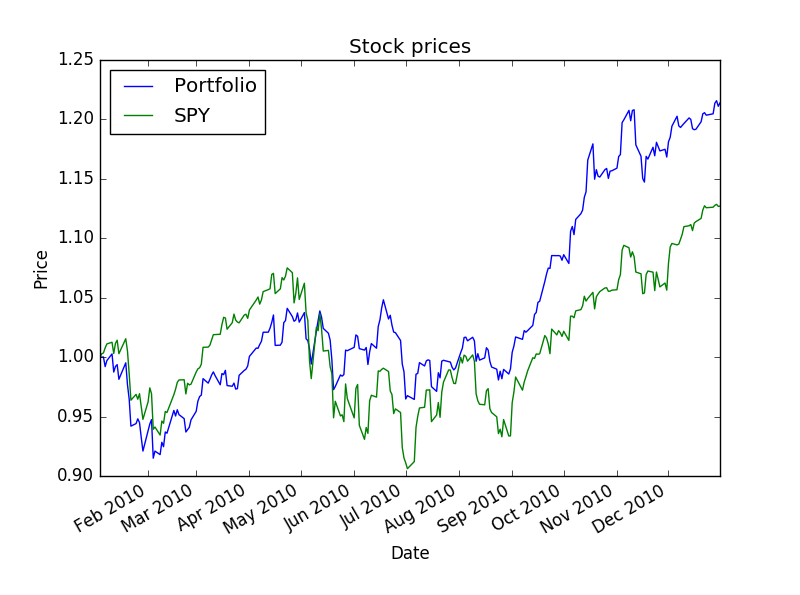 Stock prices
Portfolio
SPY
1.25
1.20
1.15
1.10
1.05
1.00
0.95
0.90
Price
Feb 2010
Mar 2010
Apr 2010
May 2010
Jun 2010
Jul 2010
Aug 2010
Sep 2010
Oct 2010
Nov 2010
Dec 2010
Date